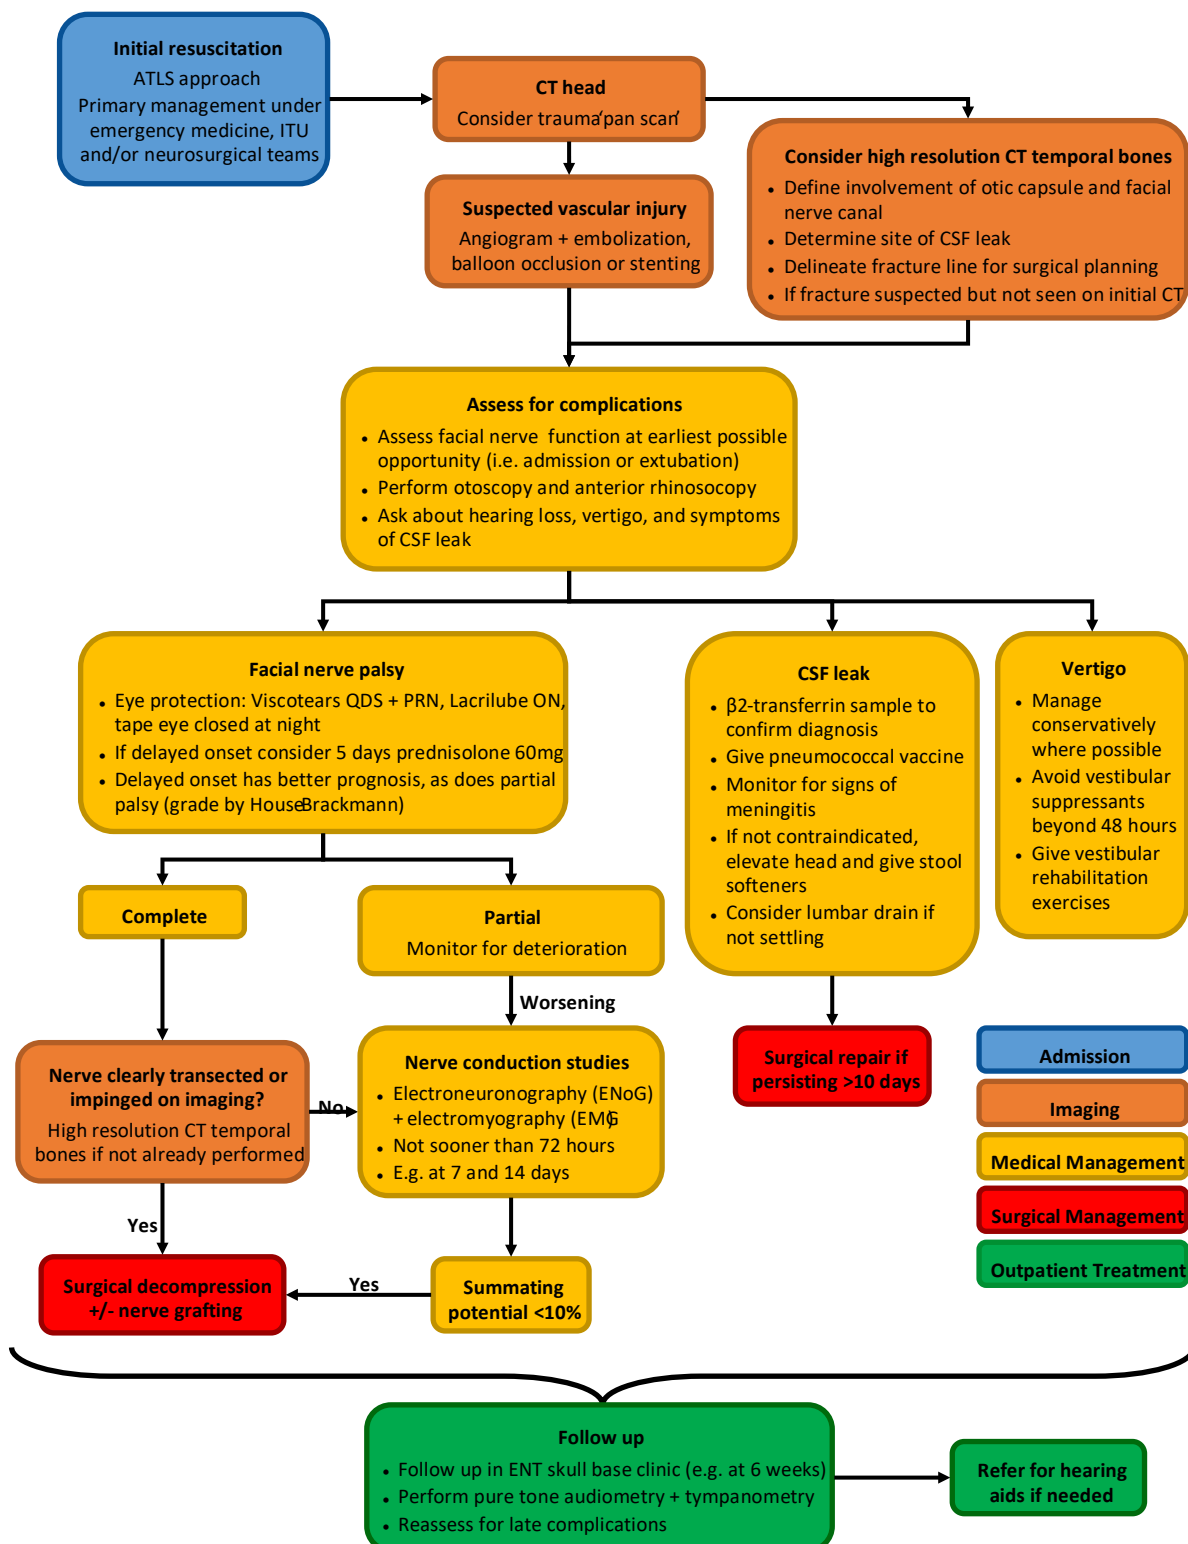 Initial resuscitation
ATLS approach
Primary management under
emergency medicine, ITU
and/or neurosurgical teams
CT head
Consider trauma‘pan scan’
Consider high resolution CT temporal bones
• Define involvement of otic capsule and facial
nerve canal
• Determine site of CSF leak
• Delineate fracture line for surgical planning
• If fracture suspected but not seen on initial CT
Suspected vascular injury
Angiogram + embolization,
balloon occlusion or stenting
Assess for complications
• Assess facial nerve function at earliest possible
opportunity (i.e. admission or extubation)
• Perform otoscopy and anterior rhinosocopy
• Ask about hearing loss, vertigo, and symptoms
of CSF leak
Facial nerve palsy
• Eye protection: Viscotears QDS + PRN, Lacrilube ON,
tape eye closed at night
• If delayed onset consider 5 days prednisolone 60mg
• Delayed onset has better prognosis, as does partial
palsy (grade by HouseBrackmann)
CSF leak
• β2-transferrin sample to
confirm diagnosis
• Give pneumococcal vaccine
• Monitor for signs of
meningitis
• If not contraindicated,
elevate head and give stool
softeners
• Consider lumbar drain if
not settling
Vertigo
• Manage
conservatively
where possible
• Avoid vestibular
suppressants
beyond 48 hours
• Give vestibular
rehabilitation
exercises
Complete
Partial
Monitor for deterioration
Worsening
Nerve clearly transected or
impinged on imaging?
High resolution CT temporal
bones if not already performed
No
Nerve conduction studies
• Electroneuronography (ENoG)
+ electromyography (EMG)
• Not sooner than 72 hours
• E.g. at 7 and 14 days
Surgical repair if
persisting >10 days
Admission
Imaging
Medical Management
Surgical Management
Outpatient Treatment
Yes
Surgical decompression
+/- nerve grafting
Yes
Summating
potential <10%
Follow up
• Follow up in ENT skull base clinic (e.g. at 6 weeks)
• Perform pure tone audiometry + tympanometry
• Reassess for late complications
Refer for hearing
aids if needed